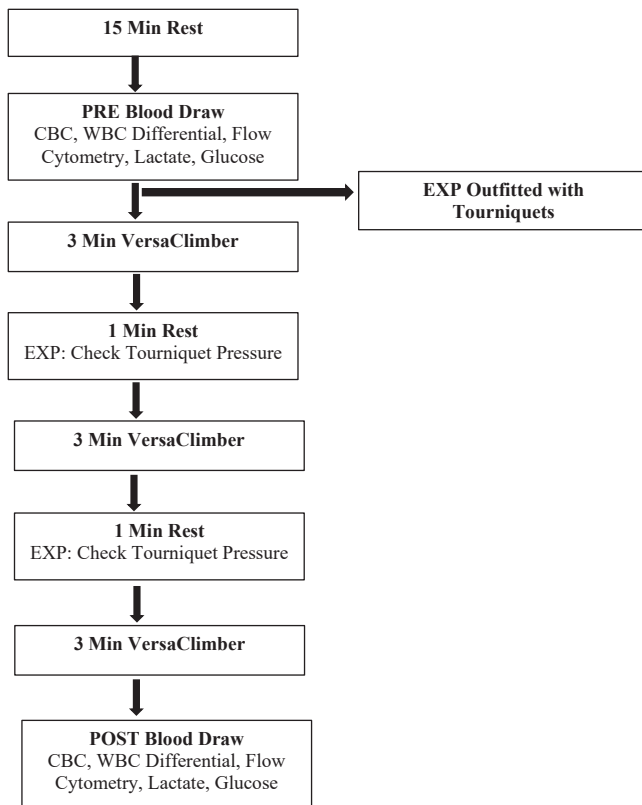 15 Min Rest
PRE Blood Draw
CBC, WBC Differential, Flow
Cytometry, Lactate, Glucose
EXP Outfitted with
Tourniquets
3 Min VersaClimber
1 Min Rest
EXP: Check Tourniquet Pressure
3 Min VersaClimber
1 Min Rest
EXP: Check Tourniquet Pressure
3 Min VersaClimber
POST Blood Draw
CBC, WBC Differential, Flow
Cytometry, Lactate, Glucose